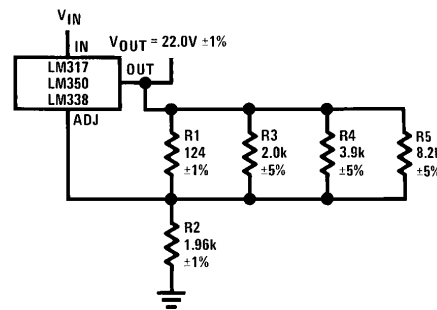 VIN
IN
VOUT = 22.0V ±1%
LM317
LM350
LM338
OUT
ADJ
R1
124
±1%
R3
2.0k
±5%
R4
3.9k
±5%
R5
±5%
R2
1.96k
±1%